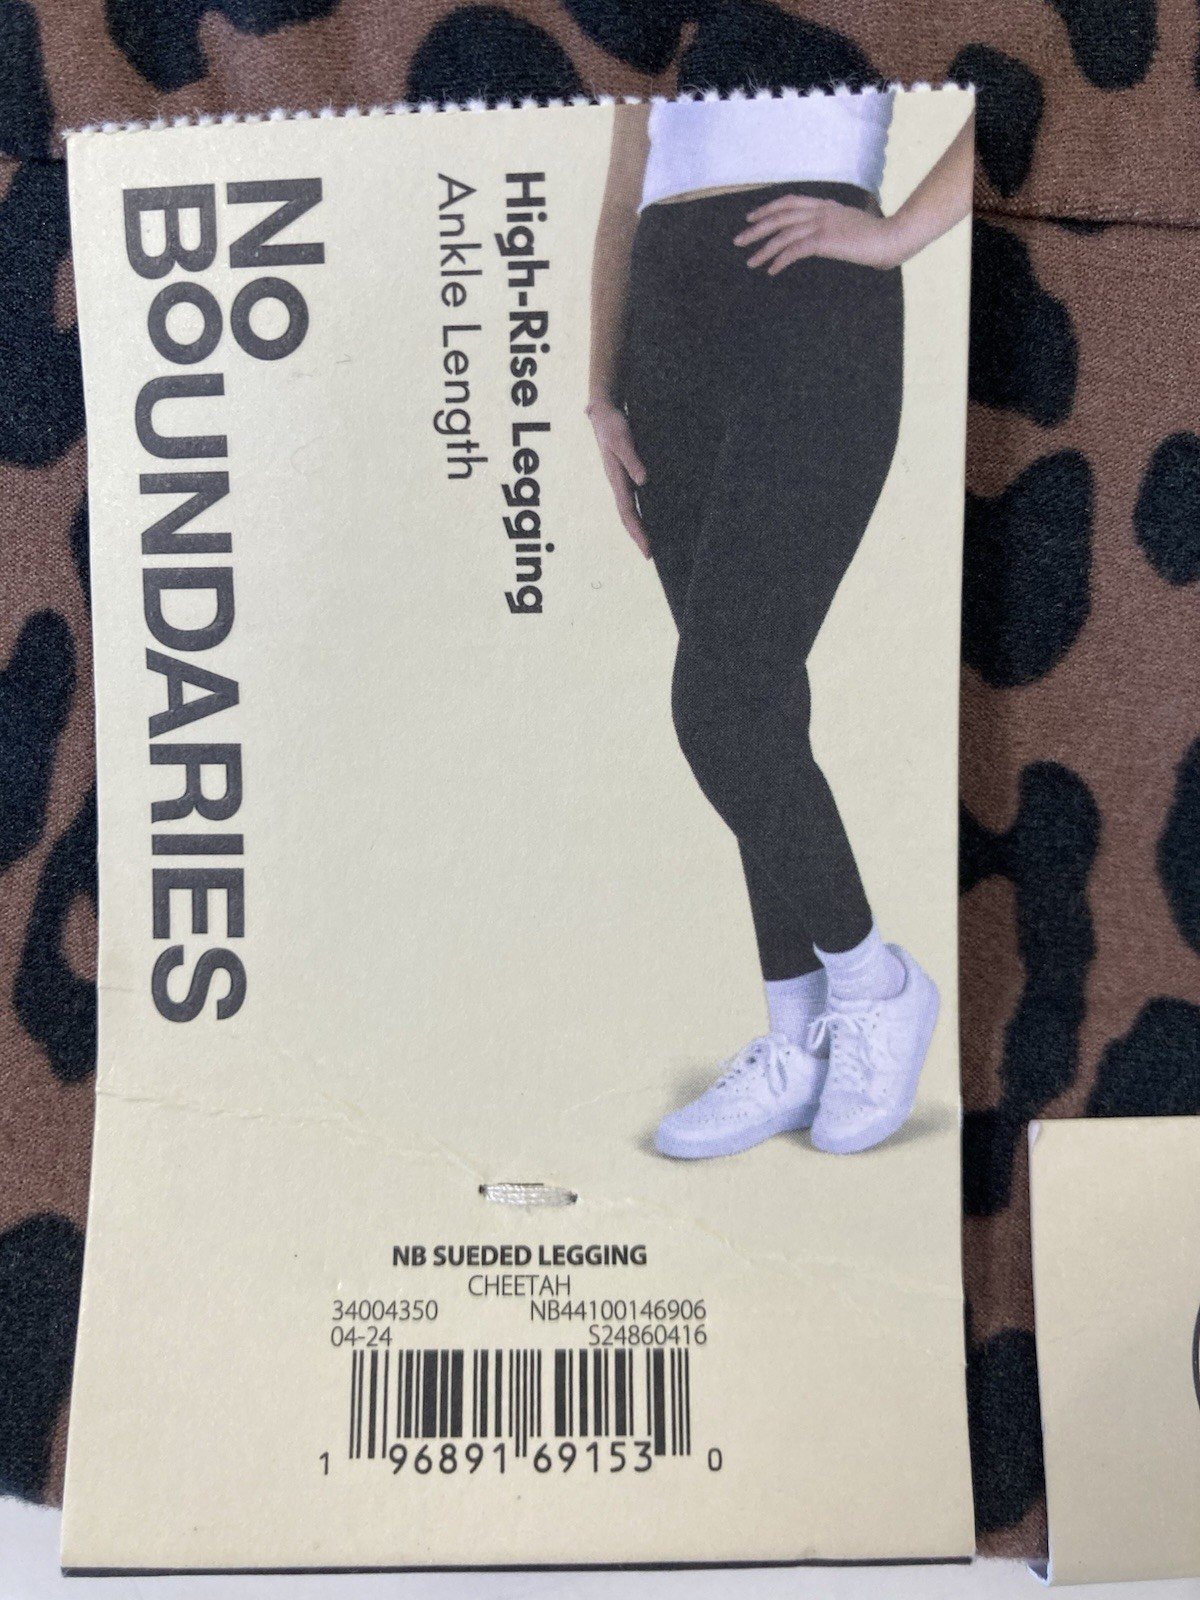 NO
BOUNDARIES
High-Rise Legging
Ankle Length
NB SUEDED LEGGING
CHEETAH
34004350 NB44100146906
04-24 S24860416
1 96891 69153 0